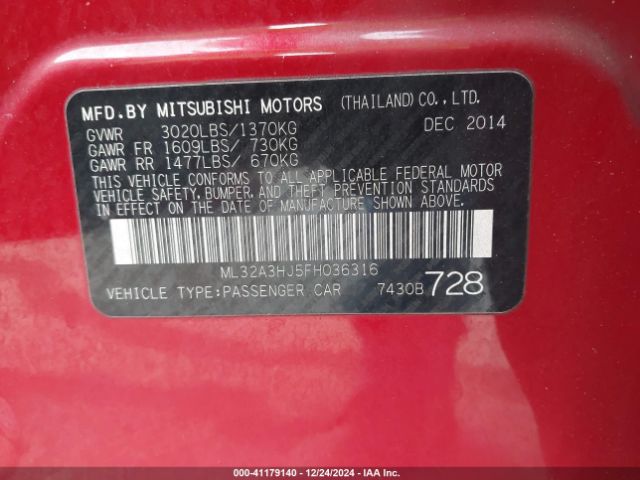 MFD.BY MITSUBISHI MOTORS (THAILAND)CO.,LTD.
GVWR 3020LBS/1370KG DEC 2014
GAWR FR 1609LBS/ 730KG
GAWR RR 1477LBS/ 670KG
THIS VEHICLE CONFORMS TO ALL APPLICABLE FEDERAL MOTOR
VEHICLE SAFETY, BUMPER, AND THEFT PREVENTION STANDARDS
IN EFFECT ON THE DATE OF MANUFACTURE SHOWN ABOVE.
ML32A3HJ5FH036316
VEHICLE TYPE:PASSENGER CAR 7430B 728
000-41179140 - 12/24/2024 - IAA Inc.